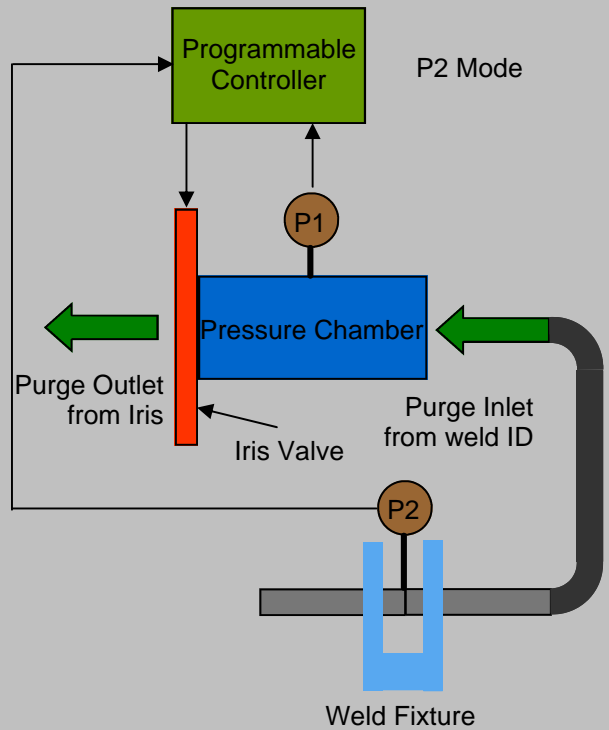 Programmable
Controller
P2 Mode
P1
Pressure Chamber
Purge Outlet
from Iris
Purge Inlet
from weld ID
Iris Valve
P2
Weld Fixture